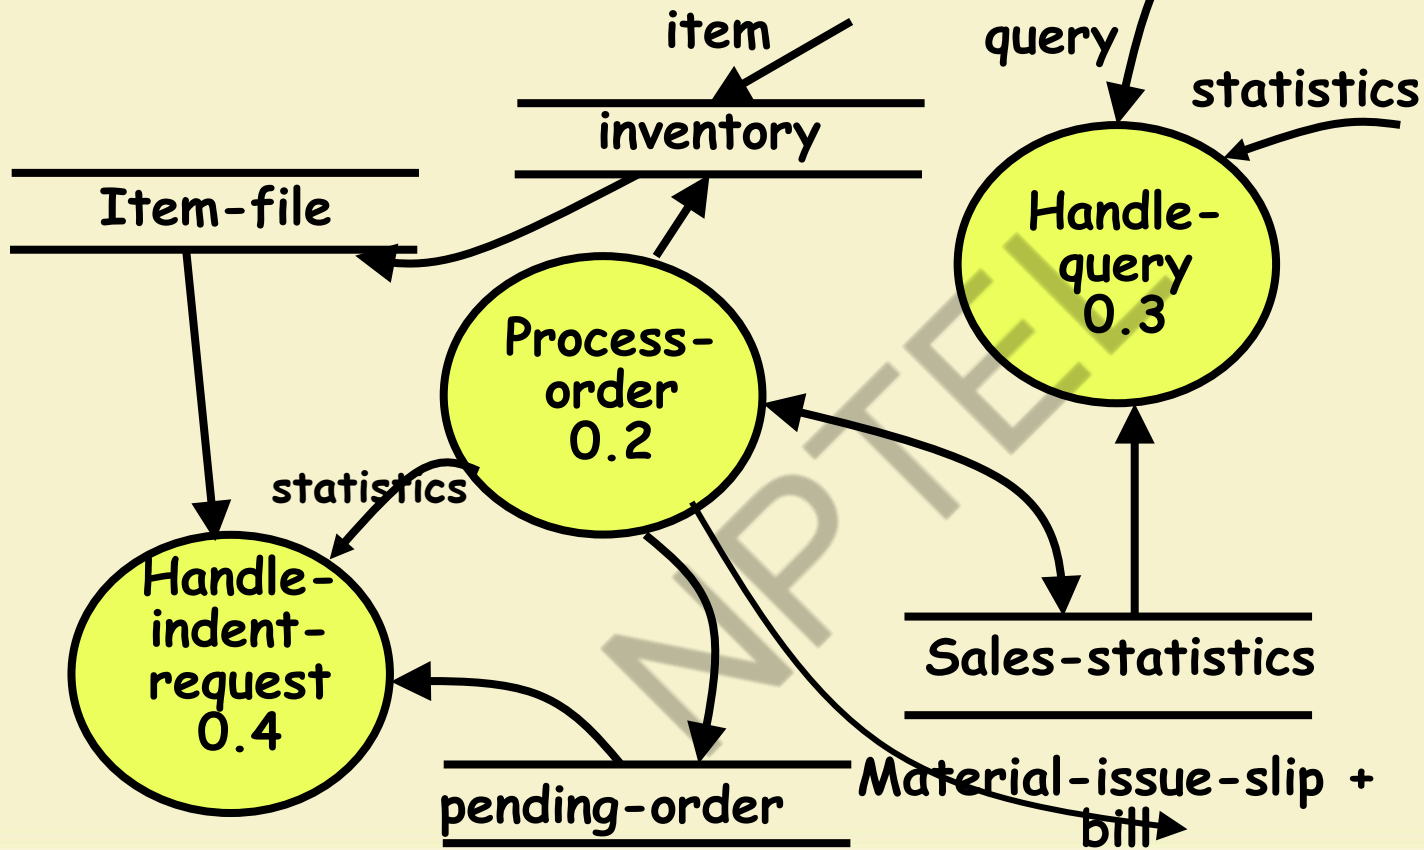 item
query
statistics
inventory
Item-file
Handle-
query
0.3
Process-
order
0.2
statistics
Handle-
indent-
request
0.4
Sales-statistics
pending-order
Material-issue-slip +
bill
NPTEL